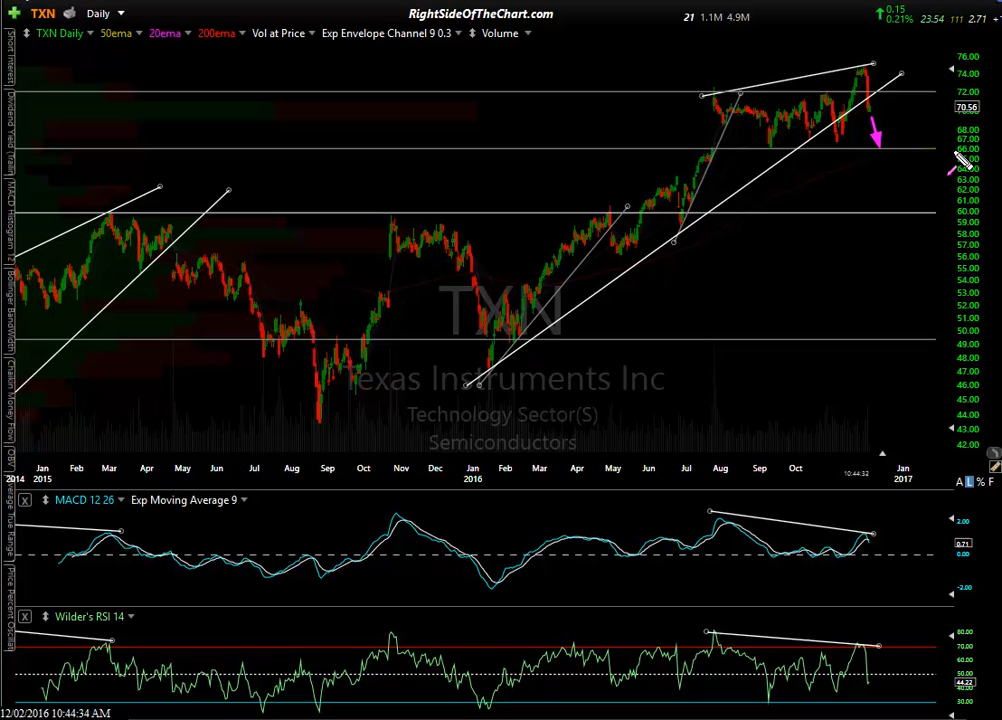 TXN Daily RightSideOfTheChart.com 21 1.1M 4.9M 0.15 0.21% 23.54 111 2.71
TXN Daily 50ema 20ema 200ema Vol at Price Exp Envelope Channel 9 0.3 Volume
Short Interest
Dividend Yield Train
MACD Histogram 12
Bollinger BandWidth
Chaikin Money Flow
OBV
Average True Range
Price Percent Oscillat
76.00
74.00
72.00
70.56
68.00
67.00
66.00
63.00
62.00
60.00
59.00
58.00
57.00
56.00
55.00
54.00
53.00
52.00
51.00
50.00
49.00
48.00
47.00
46.00
45.00
44.00
43.00
42.00
TXN
Texas Instruments Inc
Technology Sector(S)
Semiconductors
Jan Feb Mar Apr May Jun Jul Aug Sep Oct Nov Dec Jan Feb Mar Apr May Jun Jul Aug Sep Oct 10:44:32 Jan
2014 2015 2016 2017
A L % F
X MACD 12 26 Exp Moving Average 9
2.00
0.71
0.00
-2.00
X Wilder's RSI 14
80.00
70.00
60.00
50.00
44.22
30.00
12/02/2016 10:44:34 AM